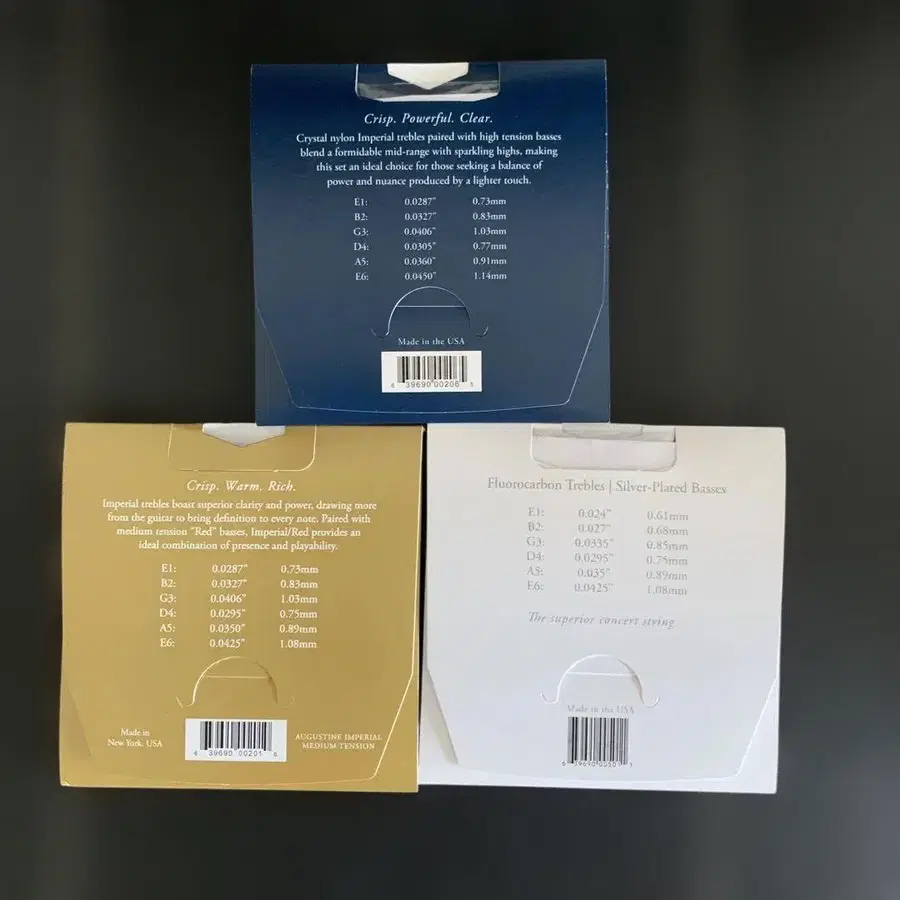 Crisp. Powerful. Clear.
Crystal nylon Imperial trebles paired with high tension basses
blend a formidable mid-range with sparkling highs, making
this set an ideal choice for those seeking a balance of
power and nuance produced by a lighter touch.
E1: 0.0287" 0.73mm
B2: 0.0327" 0.83mm
G3: 0.0406" 1.03mm
D4: 0.0305" 0.77mm
A5: 0.0360" 0.91mm
E6: 0.0450" 1.14mm
Made in the USA
6 39690 00206 5
Crisp. Warm. Rich.
Imperial trebles boast superior clarity and power, drawing more
from the guitar to bring definition to every note. Paired with
medium tension "Red" basses, Imperial/Red provides an
ideal combination of presence and playability.
E1: 0.0287" 0.73mm
B2: 0.0327" 0.83mm
G3: 0.0406" 1.03mm
D4: 0.0295" 0.75mm
A5: 0.0350" 0.89mm
E6: 0.0425" 1.08mm
Made in
New York, USA
6 39690 00201
AUGUSTINE IMPERIAL
MEDIUM TENSION
Fluorocarbon Trebles | Silver-Plated Basses
E1: 0.024" 0.61mm
B2: 0.027" 0.68mm
G3: 0.0335" 0.85mm
D4: 0.0295" 0.75mm
A5: 0.035" 0.89mm
E6: 0.0425" 1.08mm
The superior concert string
Made in the USA